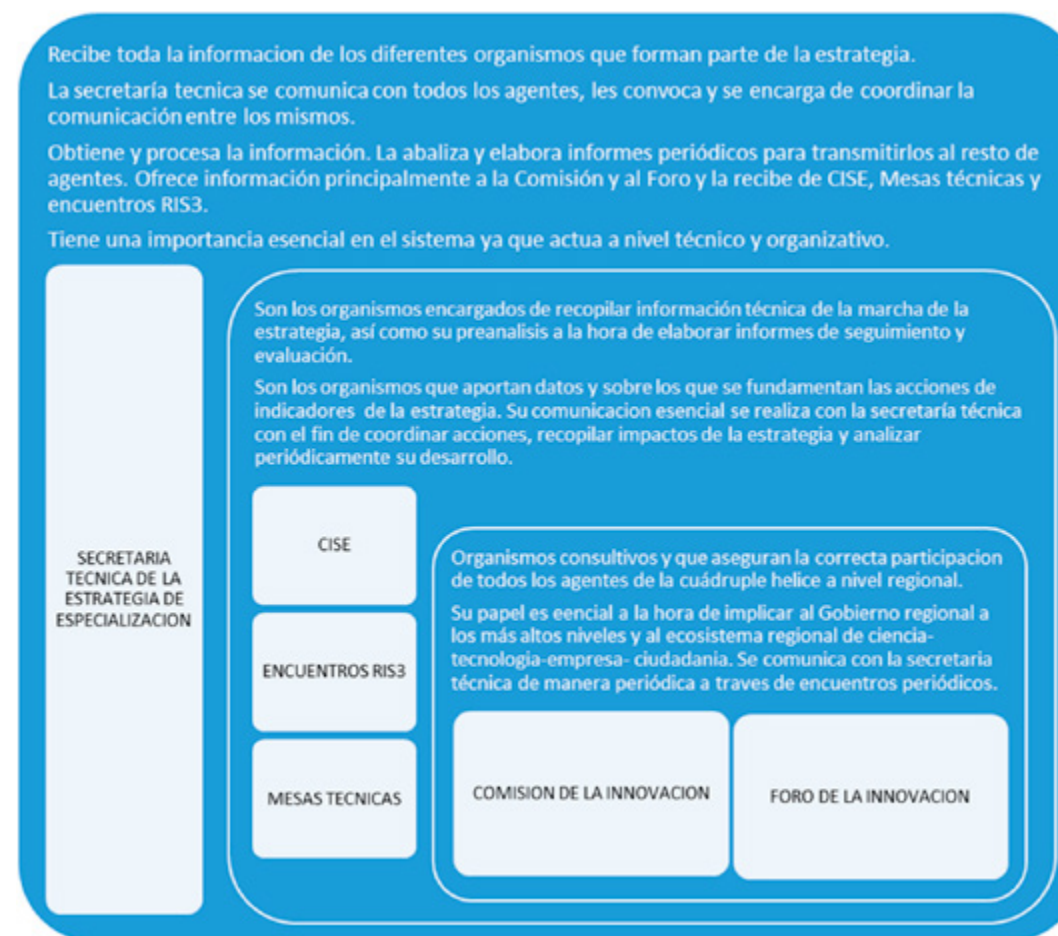 Recibe toda la informacion de los diferentes organismos que forman parte de la estrategia.
La secretaría tecnica se comunica con todos los agentes, les convoca y se encarga de coordinar la
comunicación entre los mismos.
Obtiene y procesa la información. La abaliza y elabora informes periódicos para transmitirlos al resto de
agentes. Ofrece información principalmente a la Comisión y al Foro y la recibe de CISE, Mesas técnicas y
encuentros RIS3.
Tiene una importancia esencial en el sistema ya que actua a nivel técnico y organizativo.
SECRETARIA
TECNICA DE LA
ESTRATEGIA DE
ESPECIALIZACION
Son los organismos encargados de recopilar información técnica de la marcha de la
estrategia, así como su preanalisis a la hora de elaborar informes de seguimiento y
evaluación.
Son los organismos que aportan datos y sobre los que se fundamentan las acciones de
indicadores de la estrategia. Su comunicacion esencial se realiza con la secretaría técnica
con el fin de coordinar acciones, recopilar impactos de la estrategia y analizar
periódicamente su desarrollo.
CISE
ENCUENTROS RIS3
MESAS TECNICAS
Organismos consultivos y que aseguran la correcta participacion
de todos los agentes de la cuádruple helice a nivel regional.
Su papel es eencial a la hora de implicar al Gobierno regional a
los más altos niveles y al ecosistema regional de ciencia-
tecnologia-empresa- ciudadania. Se comunica con la secretaria
técnica de manera periódica a traves de encuentros periódicos.
COMISION DE LA INNOVACION
FORO DE LA INNOVACION